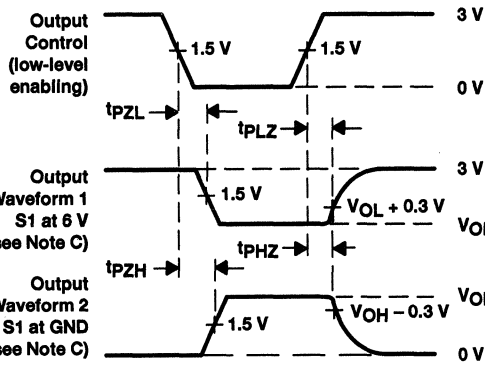 Output
Control
(low-level
enabling)
1.5 V
1.5 V
3 V
0 V
tPZL
tPLZ
Output
Waveform 1
S1 at 6 V
see Note C)
1.5 V
VOL + 0.3 V
3 V
tPHZ
tPZH
Output
Waveform 2
S1 at GND
see Note C)
1.5 V
VOH – 0.3 V
0 V